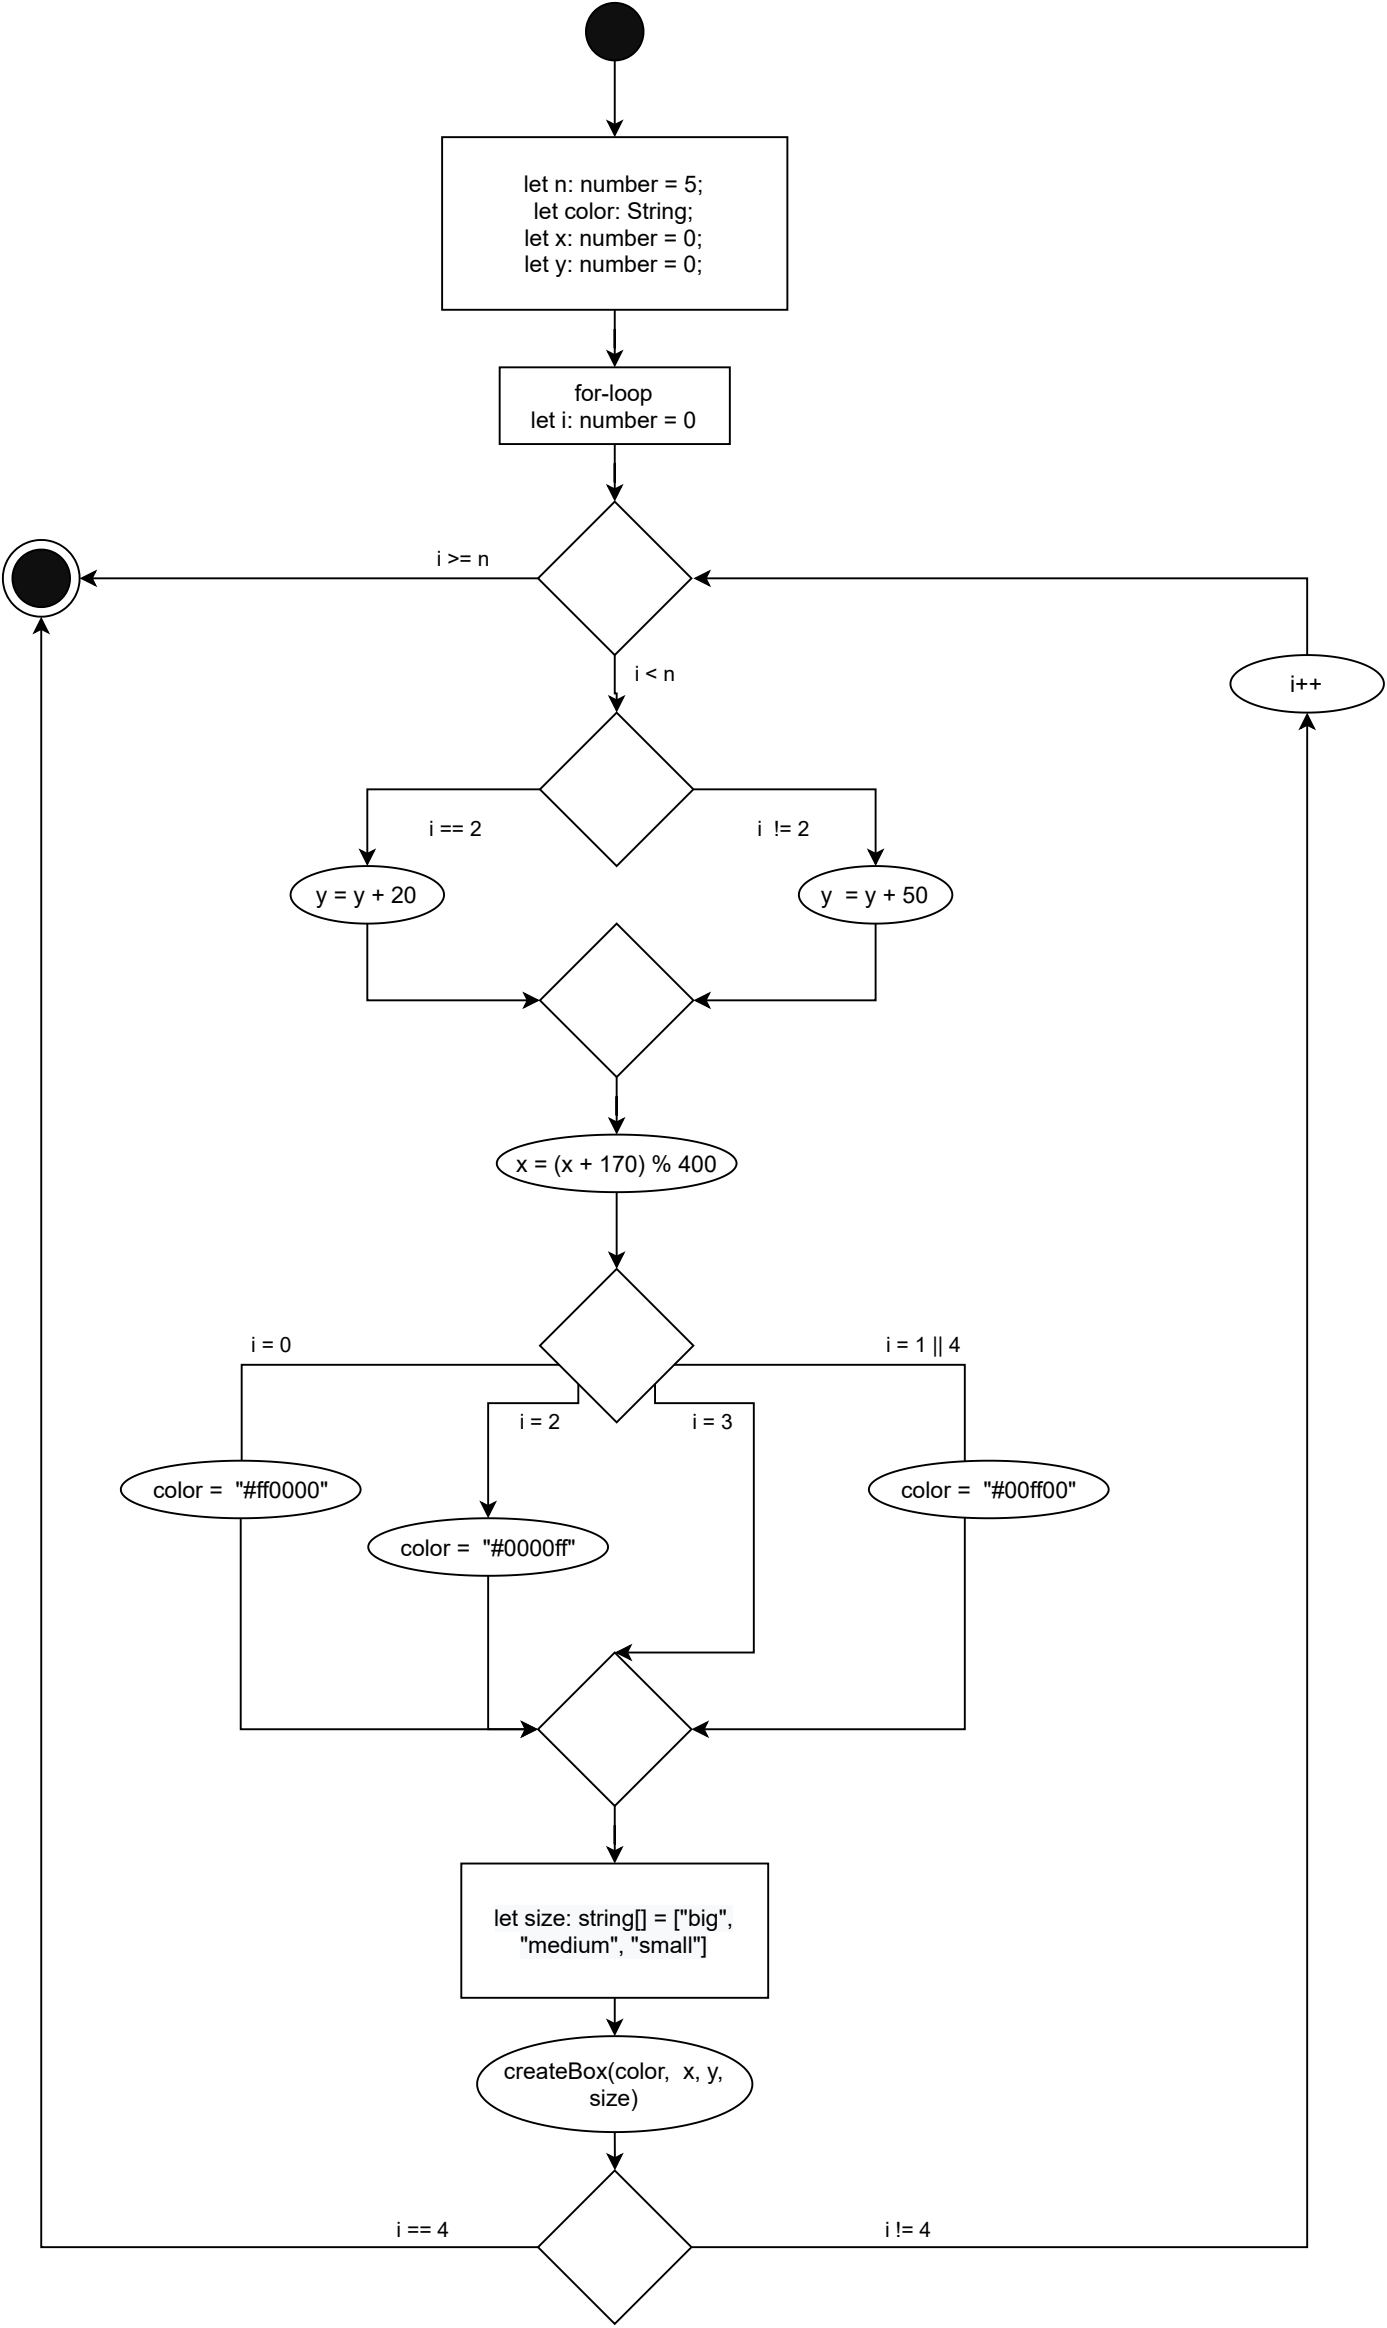 let n: number = 5;
let color: String;
let x: number = 0;
let y: number = 0;
for-loop
let i: number = 0
i >= n
i < n
i++
i == 2
i  != 2
y = y + 20
y  = y + 50
x = (x + 170) % 400
i = 0
i = 1 || 4
i = 2
i = 3
color =  "#ff0000"
color =  "#00ff00"
color =  "#0000ff"
let size: string[] = ["big",
"medium", "small"]
createBox(color,  x, y,
size)
i == 4
i != 4